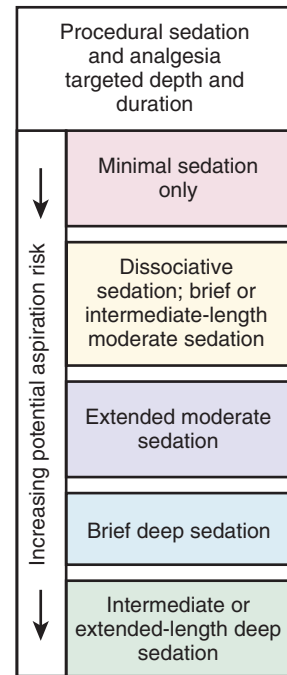 Procedural sedation
and analgesia
targeted depth and
duration
Increasing potential aspiration risk
Minimal sedation
only
Dissociative
sedation; brief or
intermediate-length
moderate sedation
Extended moderate
sedation
Brief deep sedation
Intermediate or
extended-length deep
sedation